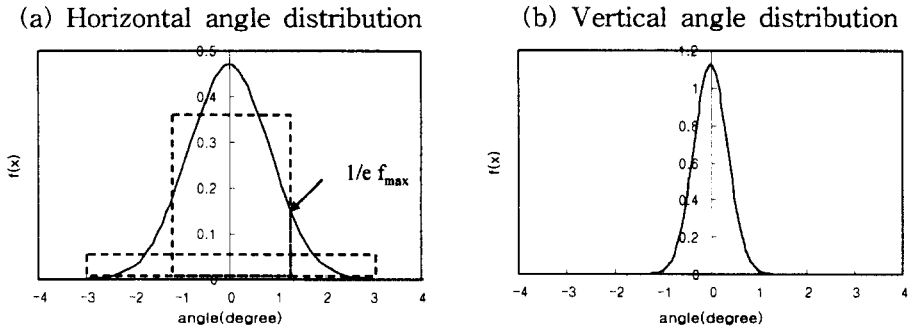 (a) Horizontal angle distribution
(b) Vertical angle distribution
0.5
0.4
0.3
0.2
0.1
0
f(x)
1/e fmax
-4 -3 -2 -1 0 1 2 3 4
angle(degree)
1.2
1
0.8
0.6
0.4
0.2
0
f(x)
-4 -3 -2 -1 0 1 2 3 4
angle(degree)